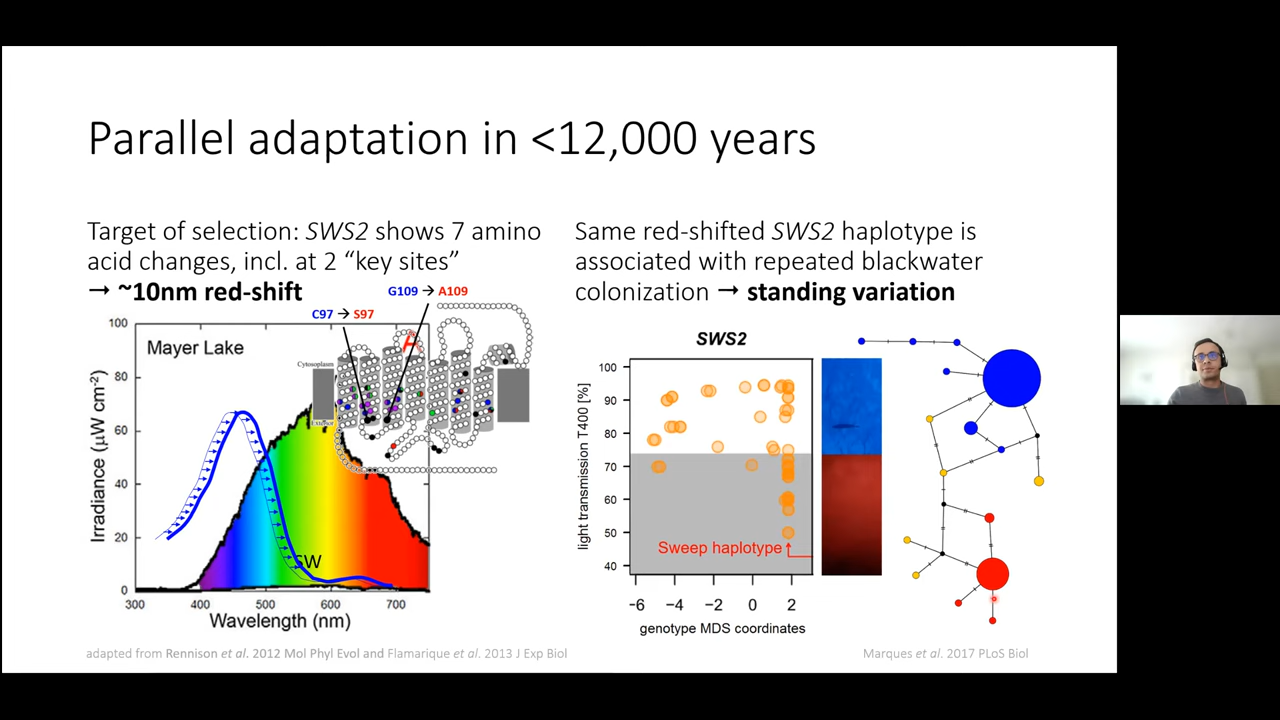 Parallel adaptation in <12,000 years
Target of selection: SWS2 shows 7 amino
acid changes, incl. at 2 “key sites”
→ ~10nm red-shift
Same red-shifted SWS2 haplotype is
associated with repeated blackwater
colonization → standing variation
G109 → A109
C97 → S97
Mayer Lake
Cytosoplasm
Exterior
Irradiance (µW cm-2)
100
80
60
40
20
0
SW
300 400 500 600 700
Wavelength (nm)
SWS2
light transmission T400 [%]
100
90
80
70
60
50
40
Sweep haplotype
−6 −4 −2 0 2
genotype MDS coordinates
adapted from Rennison et al. 2012 Mol Phyl Evol and Flamarique et al. 2013 J Exp Biol
Marques et al. 2017 PLoS Biol